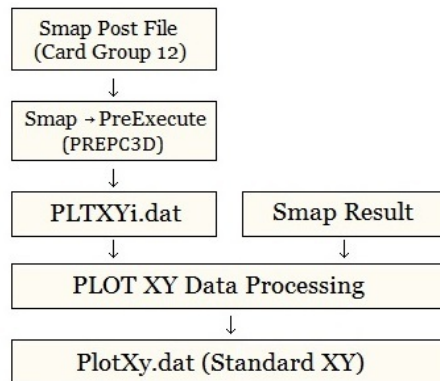 Smap Post File
(Card Group 12)
Smap → PreExecute
(PREPC3D)
PLTXYi.dat
Smap Result
PLOT XY Data Processing
PlotXy.dat (Standard XY)